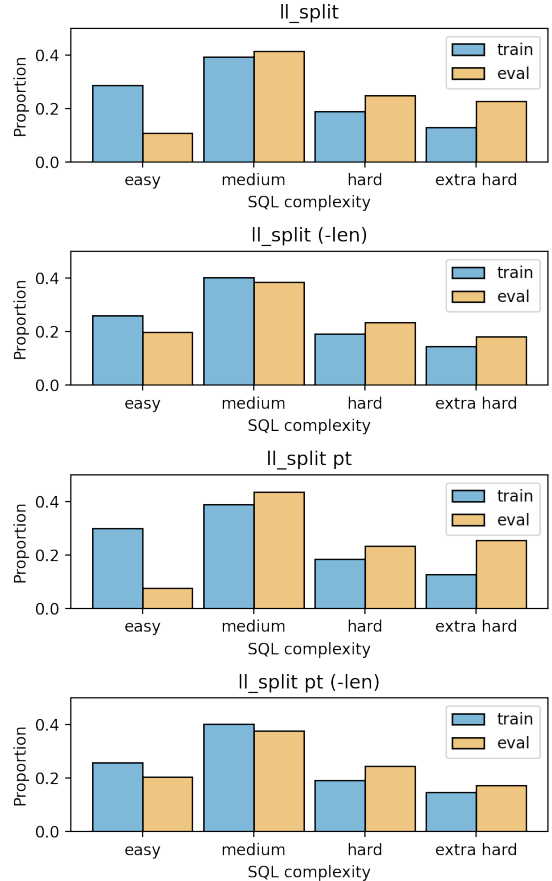 ll_split
Proportion
0.4
0.2
0.0
train
eval
easy medium hard extra hard
SQL complexity
ll_split (-len)
Proportion
0.4
0.2
0.0
train
eval
easy medium hard extra hard
SQL complexity
ll_split pt
Proportion
0.4
0.2
0.0
train
eval
easy medium hard extra hard
SQL complexity
ll_split pt (-len)
Proportion
0.4
0.2
0.0
train
eval
easy medium hard extra hard
SQL complexity